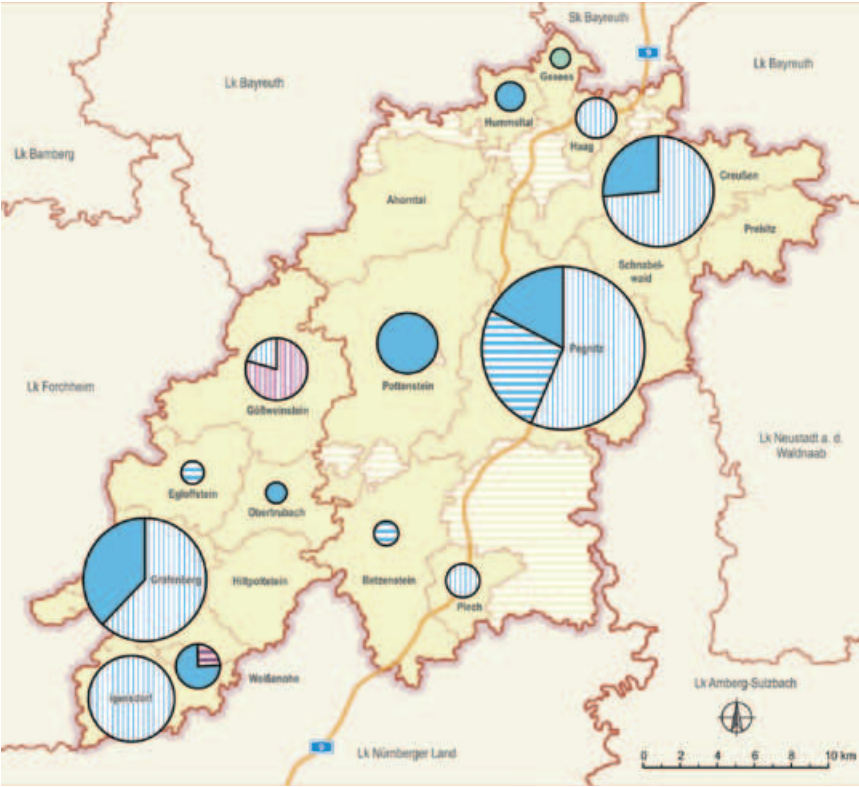 Sk Bayreuth
9
Lk Bayreuth
Lk Bayreuth
Gesees
Hummeltal
Haag
Lk Bamberg
Creußen
Ahorntal
Prebitz
Schnabel-
waid
Pegnitz
Lk Forchheim
Pottenstein
Gößweinstein
Lk Neustadt a. d.
Waldnaab
Egloffstein
Obertrubach
Gräfenberg
Hiltpoltstein
Betzenstein
Plech
Igensdorf
Weißenohe
Lk Amberg-Sulzbach
9
Lk Nürnberger Land
0 2 4 6 8 10 km